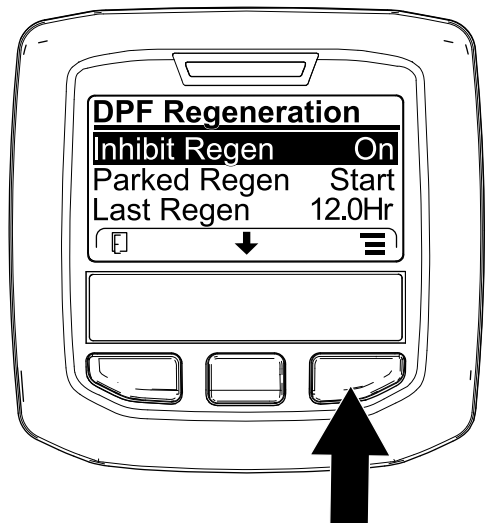 DPF Regeneration
Inhibit Regen On
Parked Regen Start
Last Regen 12.0Hr